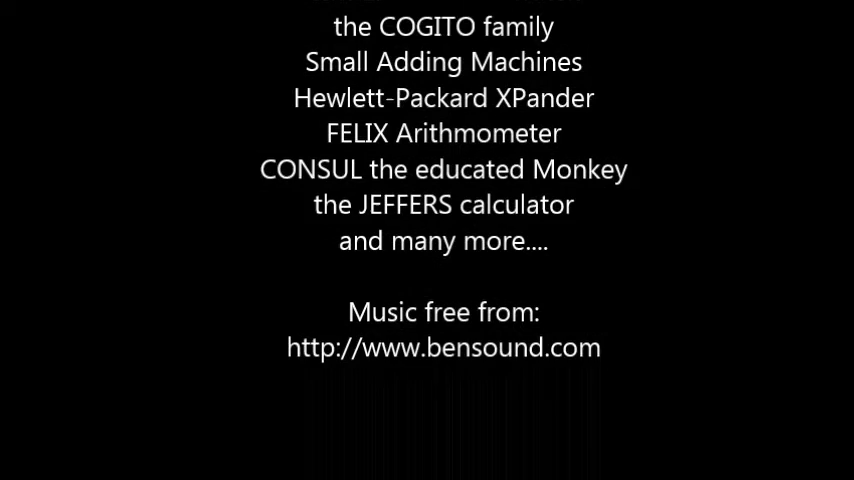 the COGITO family
Small Adding Machines
Hewlett-Packard XPander
FELIX Arithmometer
CONSUL the educated Monkey
the JEFFERS calculator
and many more....
Music free from:
http://www.bensound.com